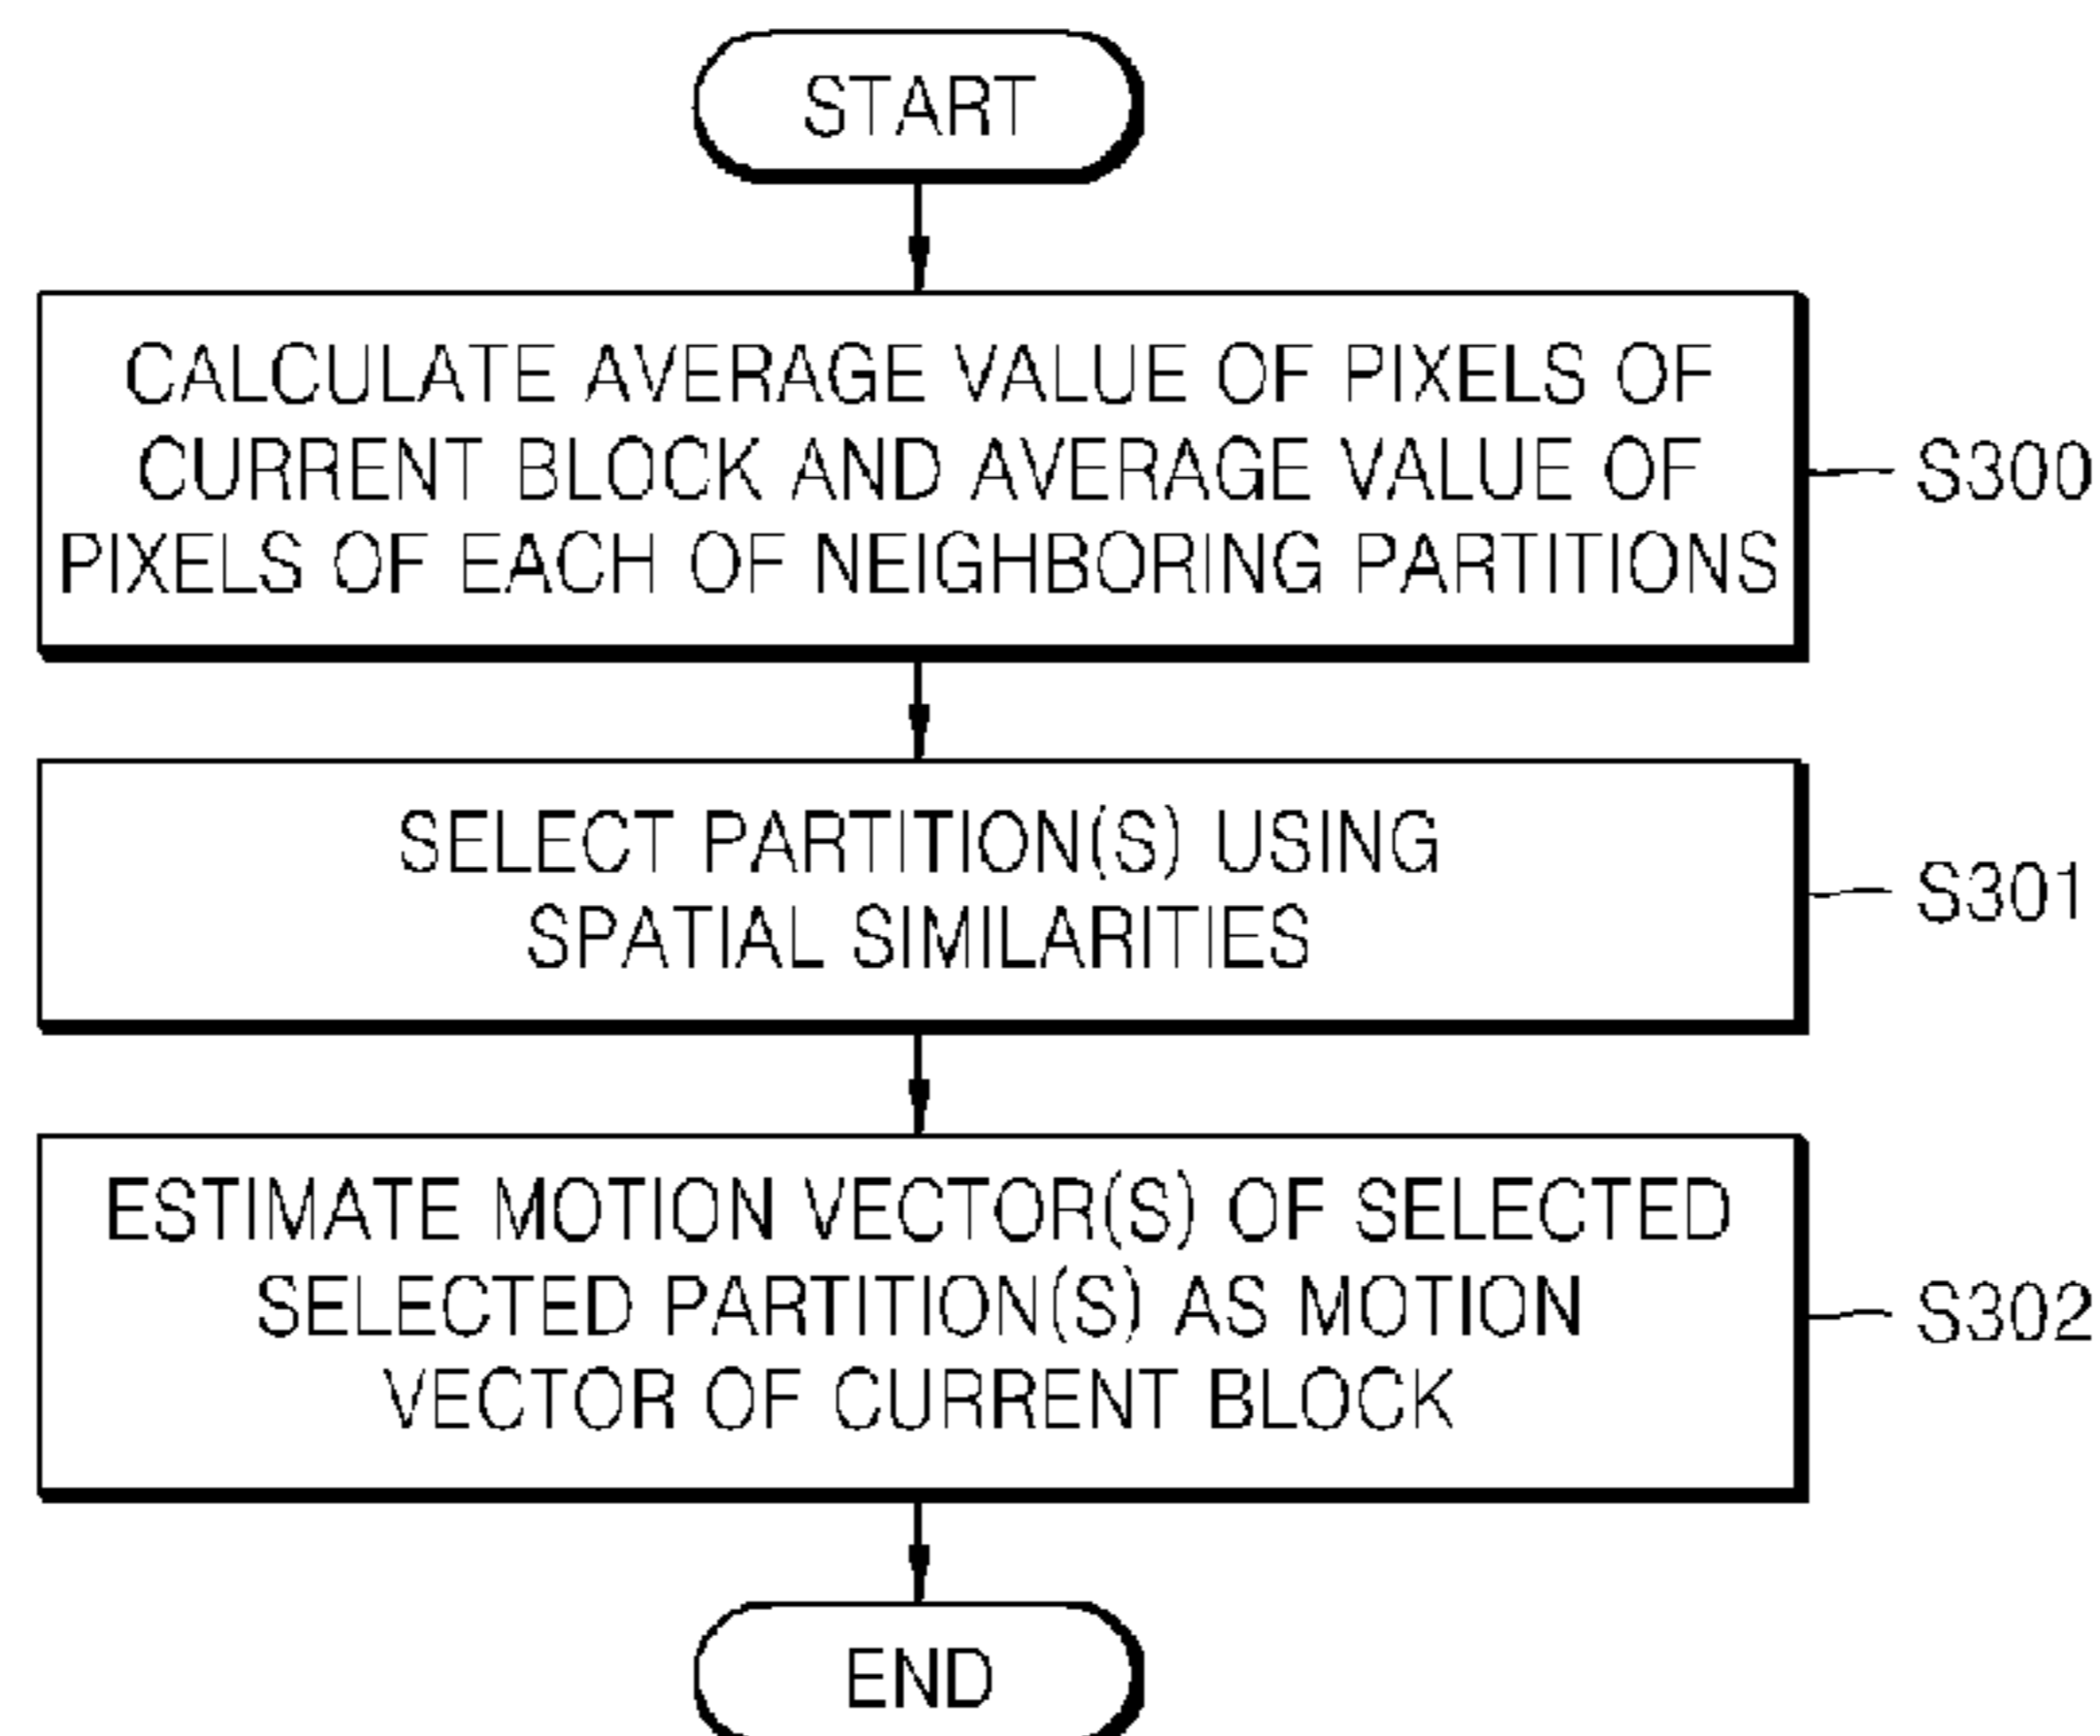 START
CALCULATE AVERAGE VALUE OF PIXELS OF
CURRENT BLOCK AND AVERAGE VALUE OF
PIXELS OF EACH OF NEIGHBORING PARTITIONS
S300
SELECT PARTITION(S) USING
SPATIAL SIMILARITIES
S301
ESTIMATE MOTION VECTOR(S) OF SELECTED
SELECTED PARTITION(S) AS MOTION
VECTOR OF CURRENT BLOCK
S302
END